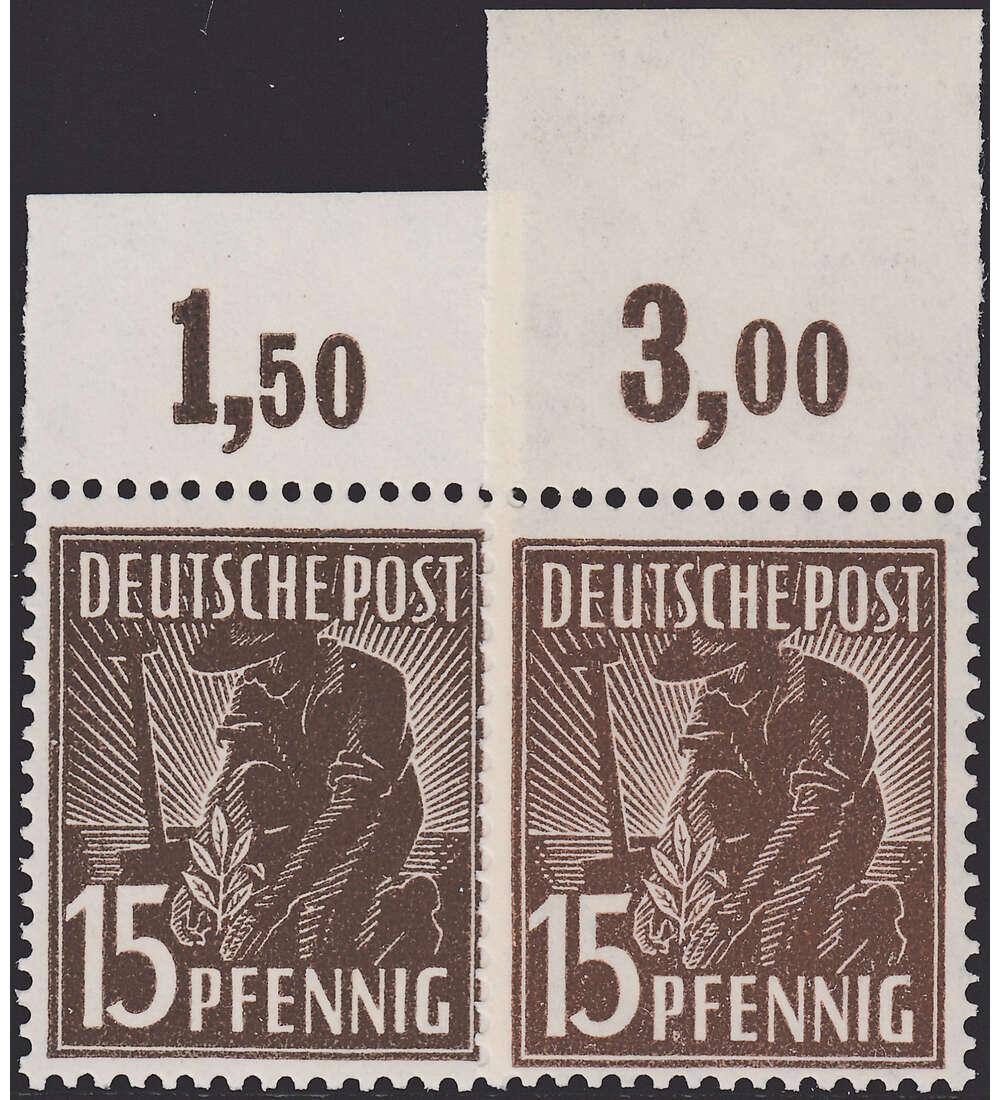 1,50
3,00
DEUTSCHE POST
15 PFENNIG
DEUTSCHE POST
15 PFENNIG